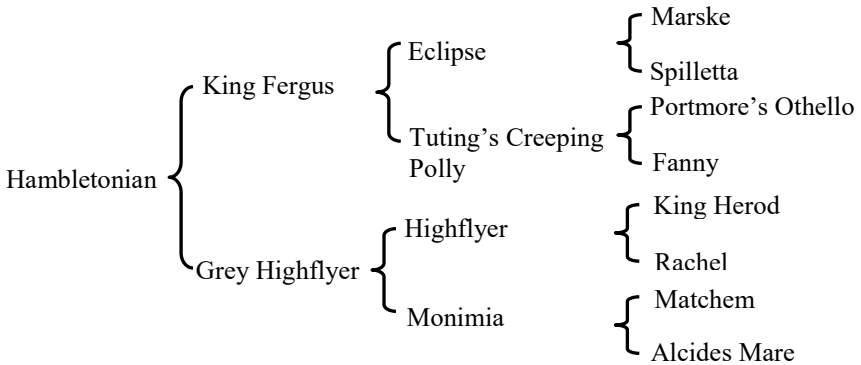 Marske
Eclipse
Spilletta
King Fergus
Portmore's Othello
Tuting's Creeping
Polly
Fanny
Hambletonian
King Herod
Highflyer
Rachel
Grey Highflyer
Matchem
Monimia
Alcides Mare